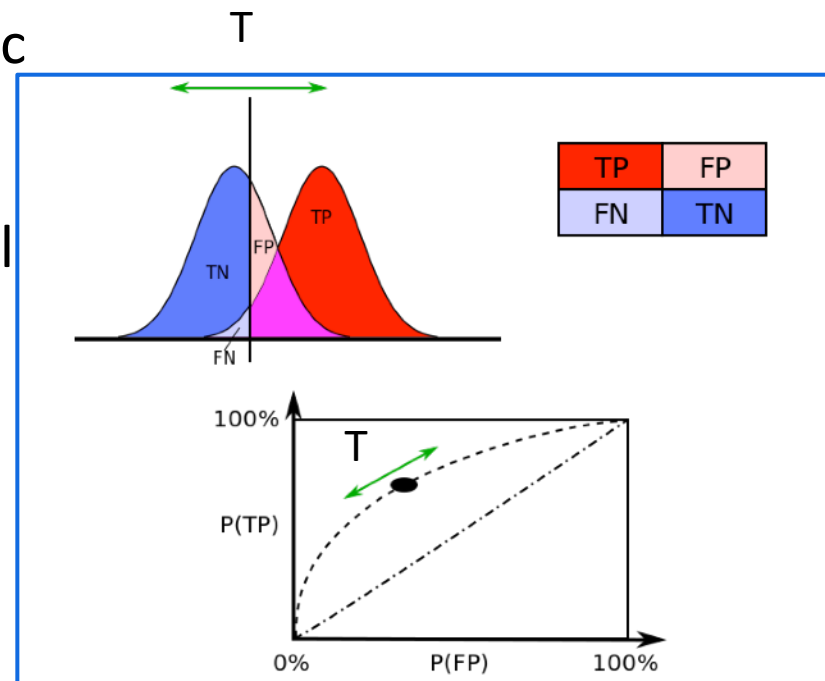 T
c
TP FP
FN TN
TP
FP
TN
FN
l
100%
T
P(TP)
0% P(FP) 100%